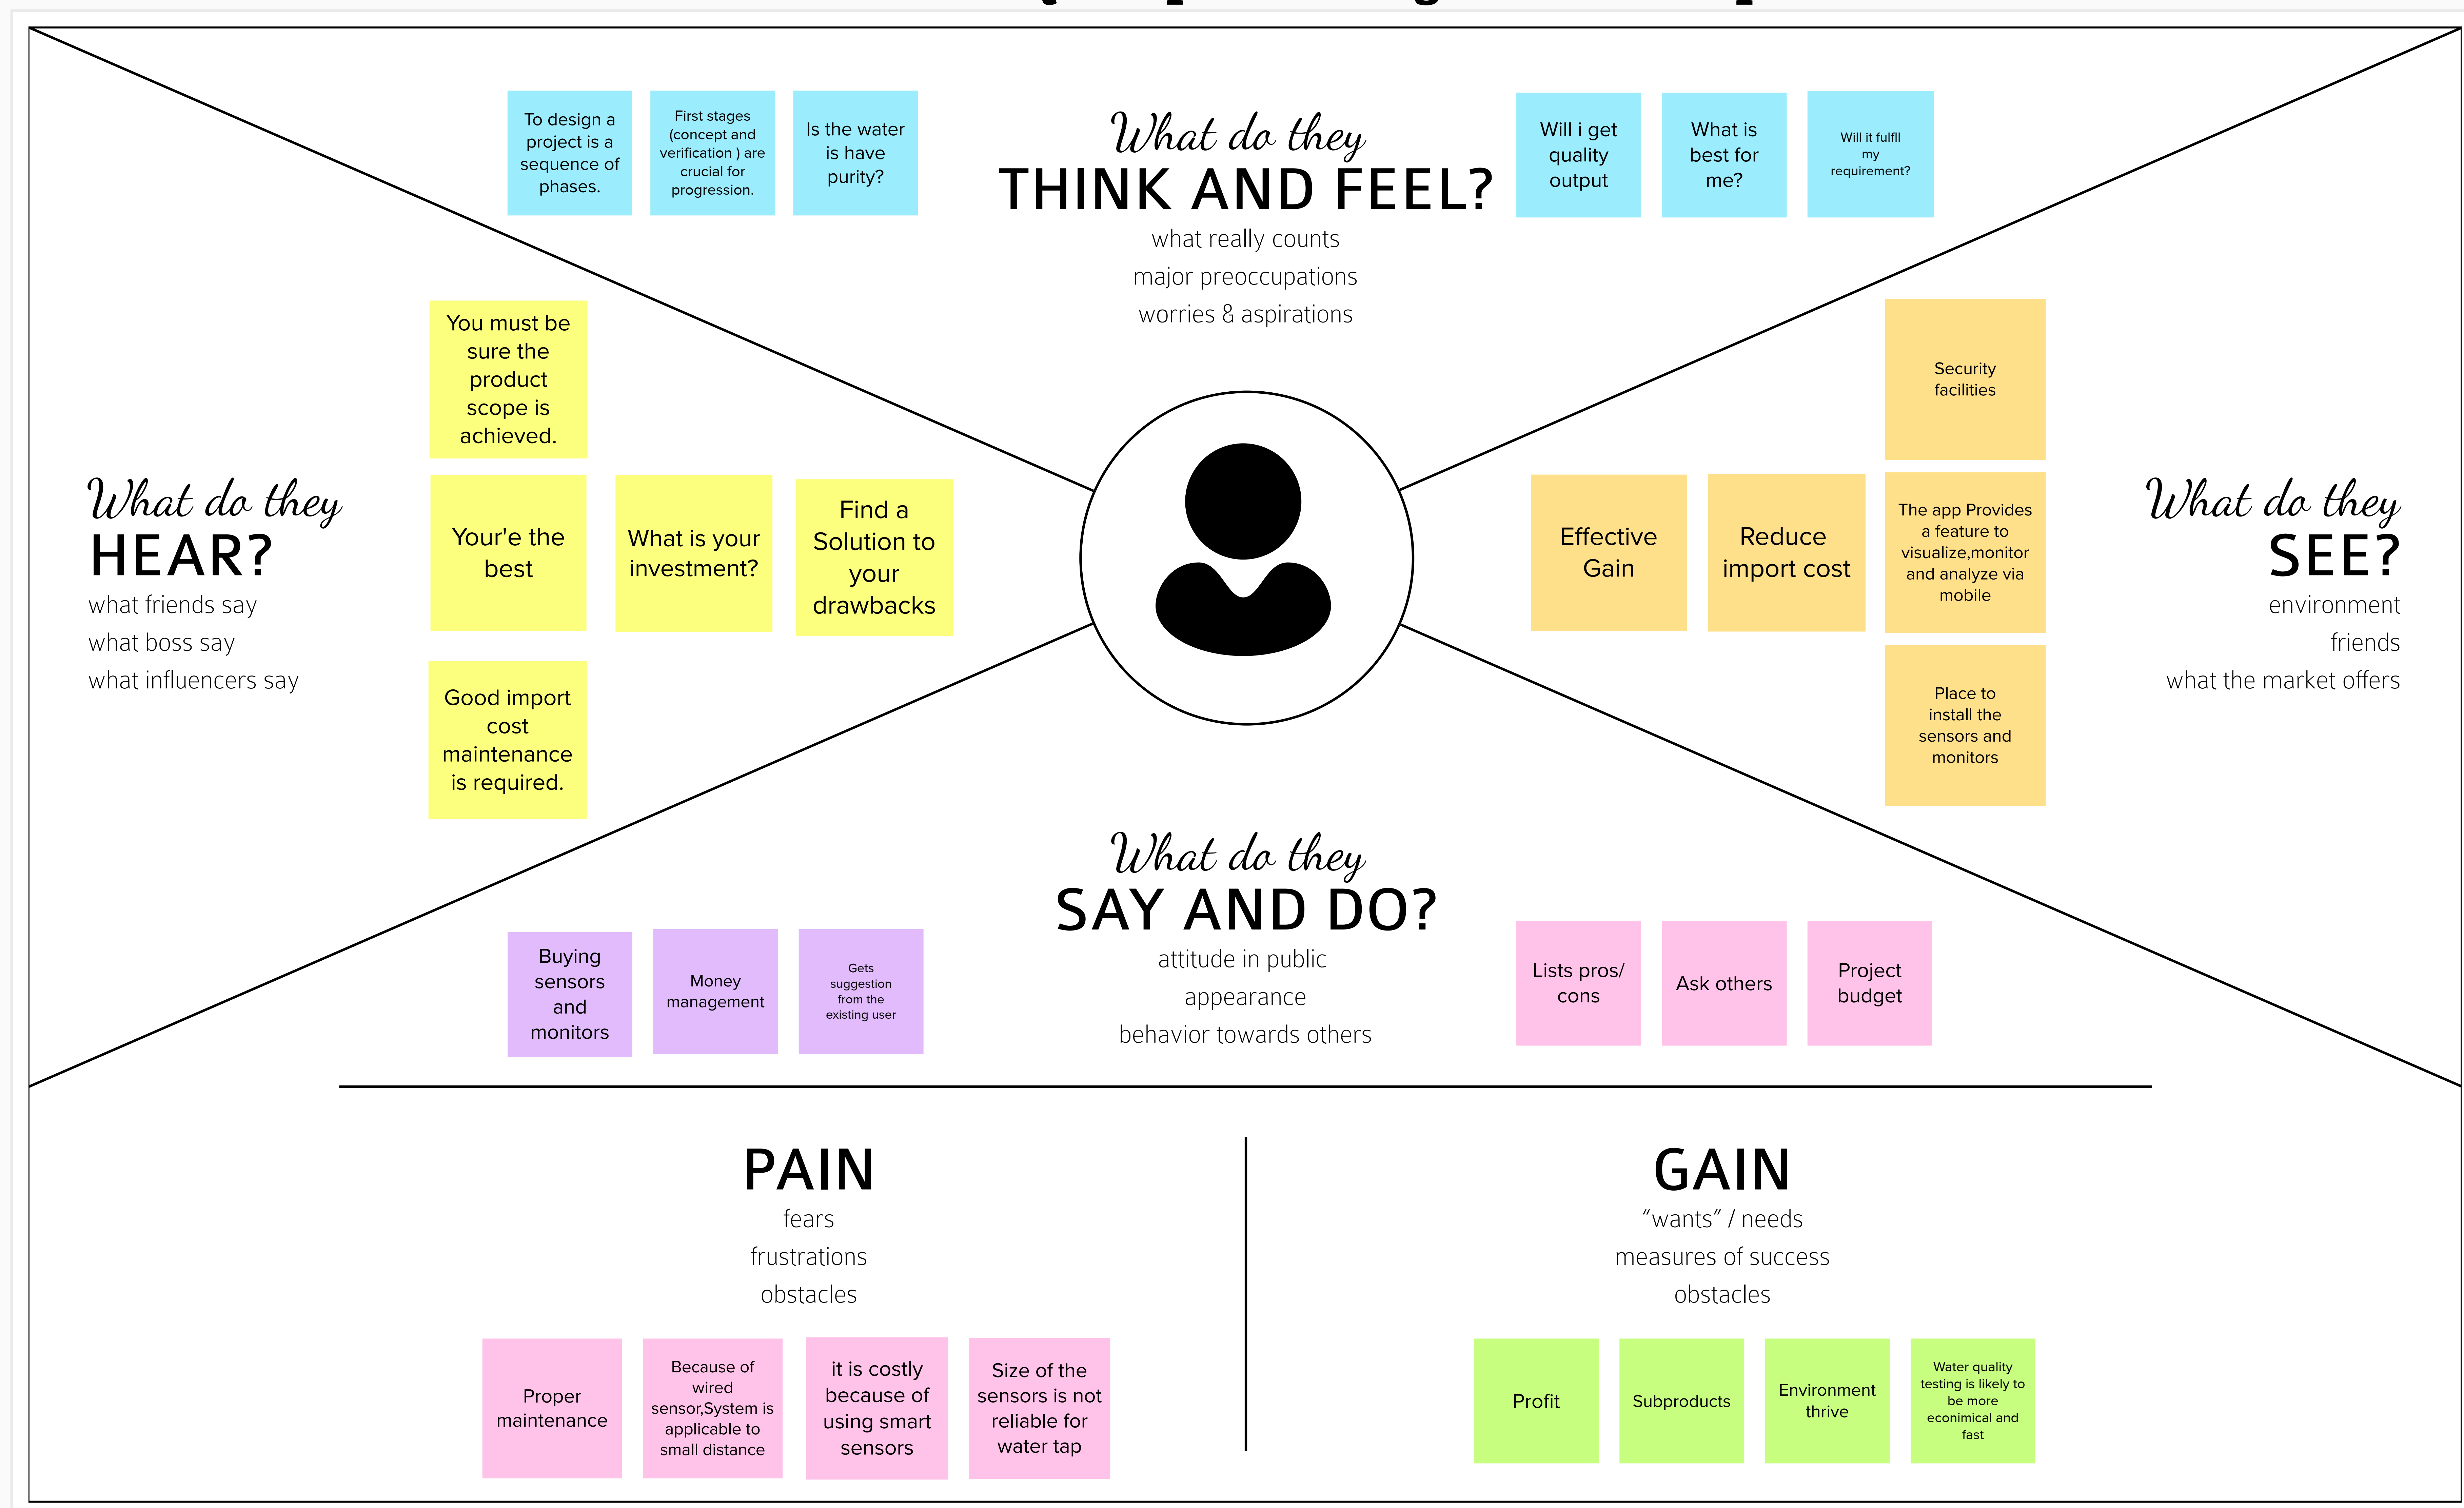 To design a
project is a
sequence of
phases.
First stages
(concept and
verification ) are
crucial for
progression.
Is the water
is have
purity?
What do they
THINK AND FEEL?
what really counts
major preoccupations
worries & aspirations
Will i get
quality
output
What is
best for
me?
Will it fulfll
my
requirement?
What do they
HEAR?
what friends say
what boss say
what influencers say
You must be
sure the
product
scope is
achieved.
Your'e the
best
What is your
investment?
Find a
Solution to
your
drawbacks
Good import
cost
maintenance
is required.
Effective
Gain
Reduce
import cost
Security
facilities
The app Provides
a feature to
visualize,monitor
and analyze via
mobile
Place to
install the
sensors and
monitors
What do they
SEE?
environment
friends
what the market offers
What do they
SAY AND DO?
attitude in public
appearance
behavior towards others
Buying
sensors
and
monitors
Money
management
Gets
suggestion
from the
existing user
Lists pros/
cons
Ask others
Project
budget
PAIN
fears
frustrations
obstacles
Proper
maintenance
Because of
wired
sensor,System is
applicable to
small distance
it is costly
because of
using smart
sensors
Size of the
sensors is not
reliable for
water tap
GAIN
“wants” / needs
measures of success
obstacles
Profit
Subproducts
Environment
thrive
Water quality
testing is likely to
be more
econimical and
fast